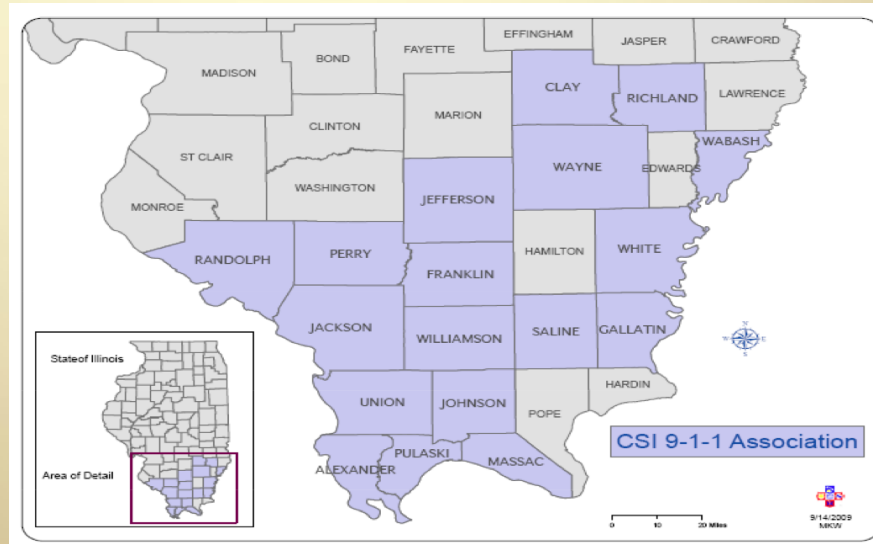 EFFINGHAM
FAYETTE
JASPER
CRAWFORD
BOND
MADISON
CLAY
RICHLAND
LAWRENCE
MARION
CLINTON
WABASH
ST CLAIR
WAYNE
EDWARDS
WASHINGTON
JEFFERSON
MONROE
RANDOLPH
PERRY
HAMILTON
WHITE
FRANKLIN
JACKSON
WILLIAMSON
SALINE
GALLATIN
Stateof Illinois
HARDIN
UNION
JOHNSON
POPE
CSI 9-1-1 Association
PULASKI
MASSAC
ALEXANDER
Area of Detail
N
W
E
S
0 10 20 Miles
9/14/2009
MKW